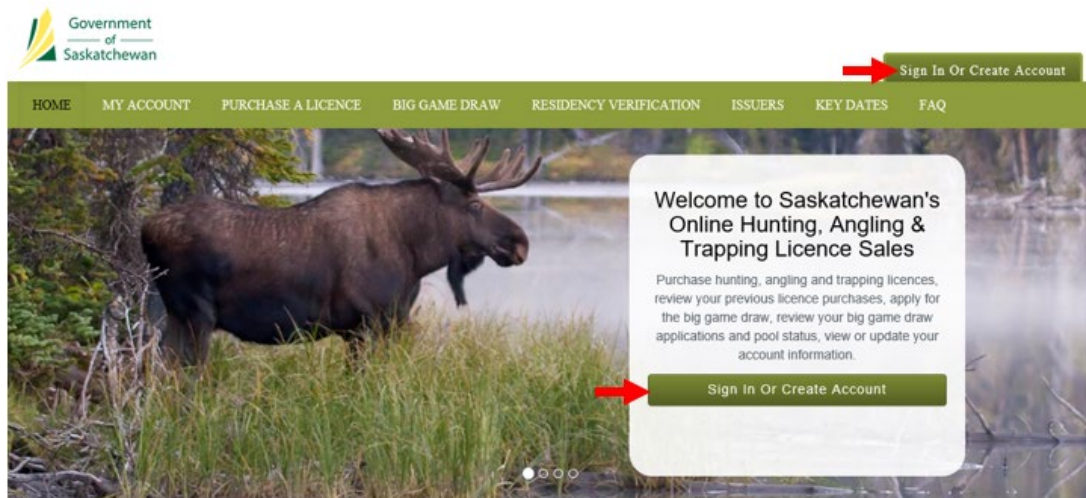 Government
of
Saskatchewan
Sign In Or Create Account
HOME MY ACCOUNT PURCHASE A LICENCE BIG GAME DRAW RESIDENCY VERIFICATION ISSUERS KEY DATES FAQ
Welcome to Saskatchewan's
Online Hunting, Angling &
Trapping Licence Sales
Purchase hunting, angling and trapping licences,
review your previous licence purchases, apply for
the big game draw, review your big game draw
applications and pool status, view or update your
account information.
Sign In Or Create Account